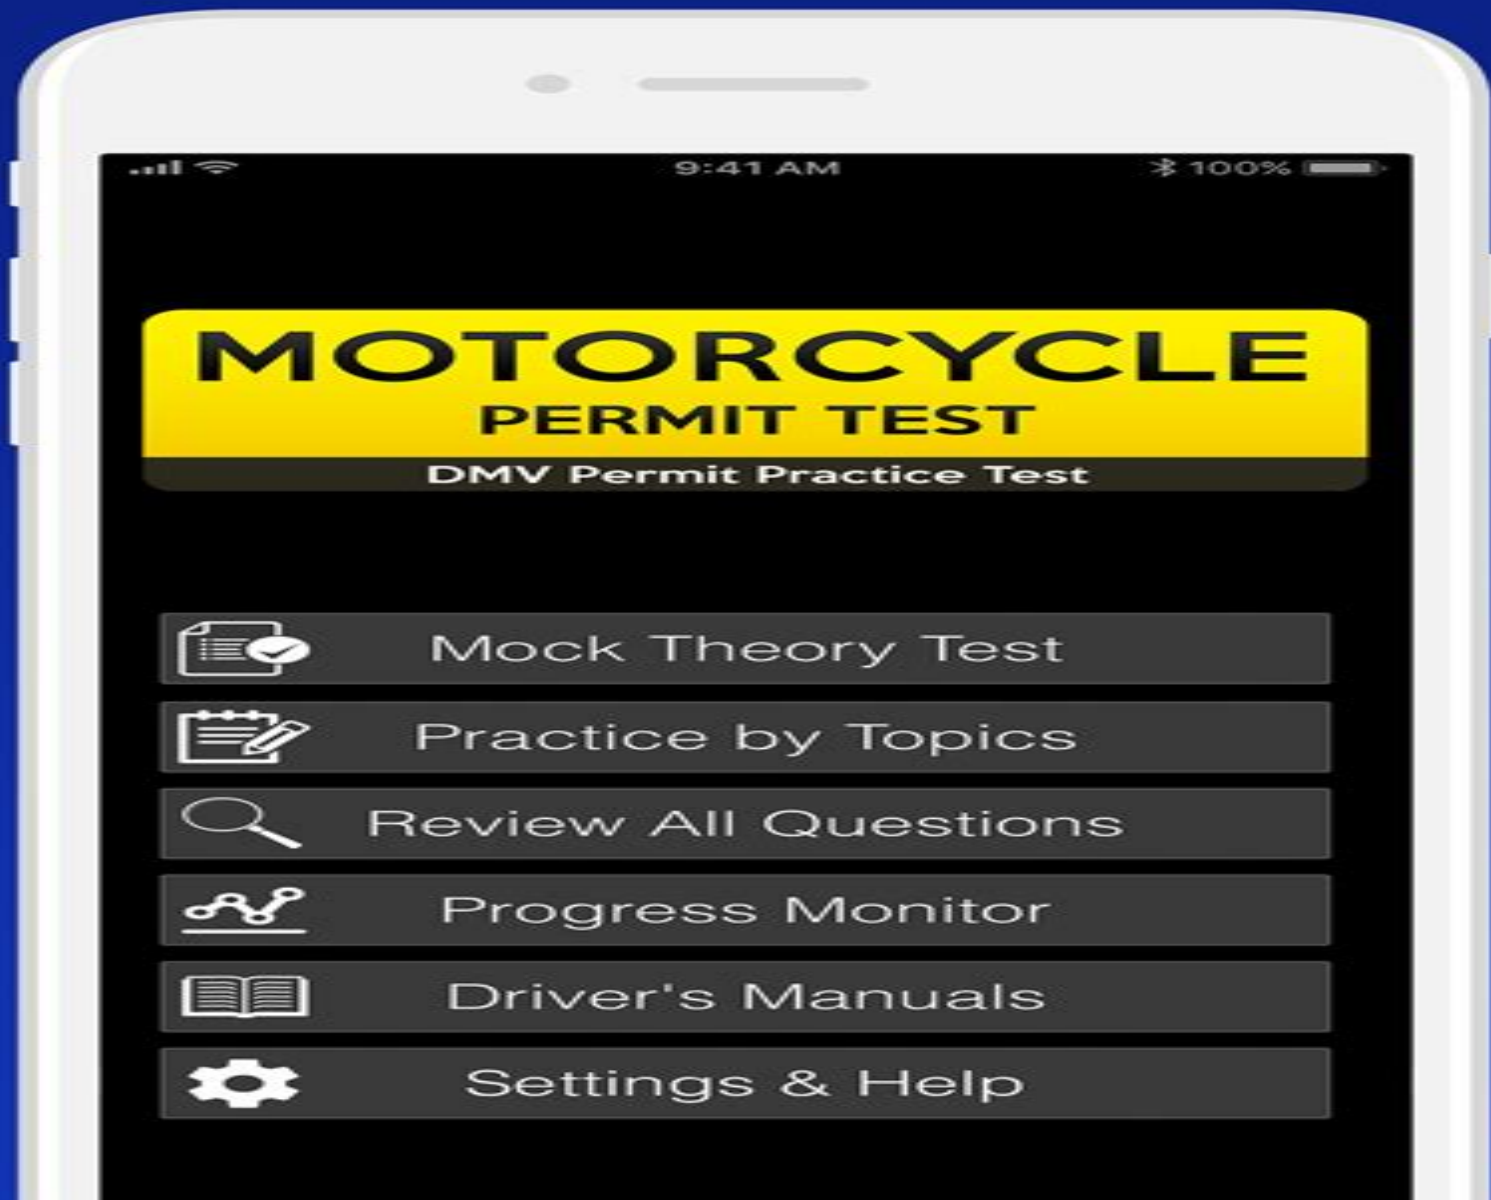 9:41 AM
100%
MOTORCYCLE
PERMIT TEST
DMV Permit Practice Test
Mock Theory Test
Practice by Topics
Review All Questions
Progress Monitor
Driver's Manuals
Settings & Help